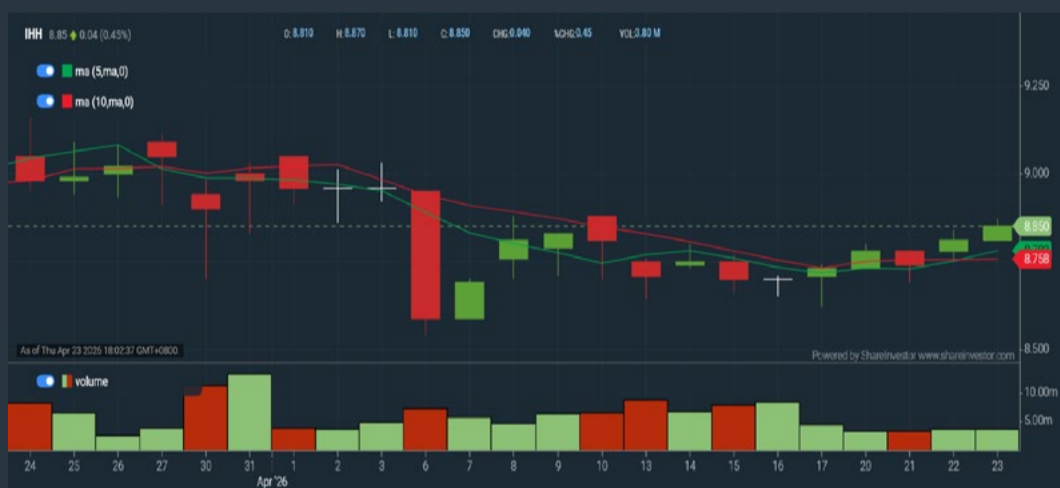 IHH 8.85 0.04 (0.45%) O:8.810 H:8.870 L:8.810 C:8.850 CHG:0.040 %CHG:0.45 VOL:3.80 M
ma (5,ma,0)
ma (10,ma,0)
9.250
9.000
8.850
8.758
8.500
As of Thu Apr 23 2026 18:02:37 GMT+0800
Powered by ShareInvestor www.shareinvestor.com
volume
10.00m
5.00m
24 25 26 27 30 31 1 2 3 6 7 8 9 10 13 14 15 16 17 20 21 22 23
Apr '26